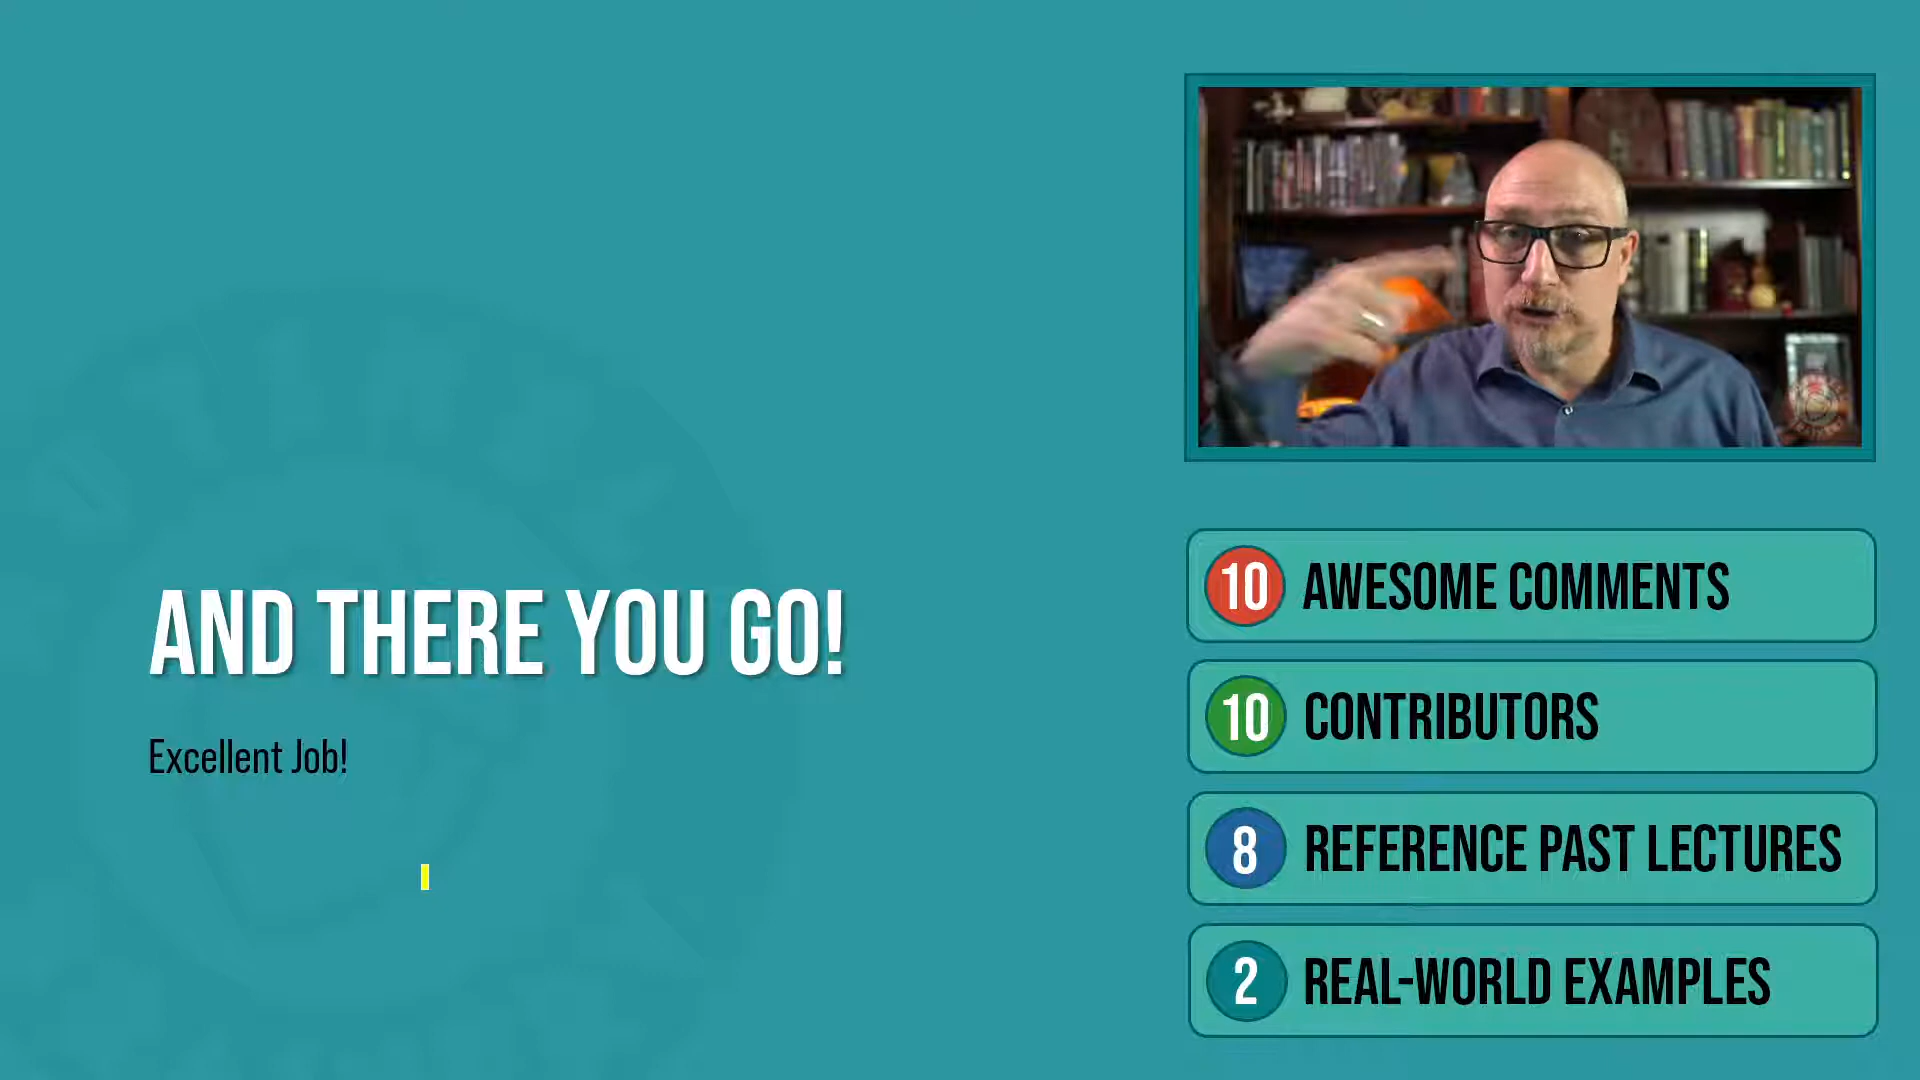 AND THERE YOU GO!
Excellent Job!
10 AWESOME COMMENTS
10 CONTRIBUTORS
8 REFERENCE PAST LECTURES
2 REAL-WORLD EXAMPLES